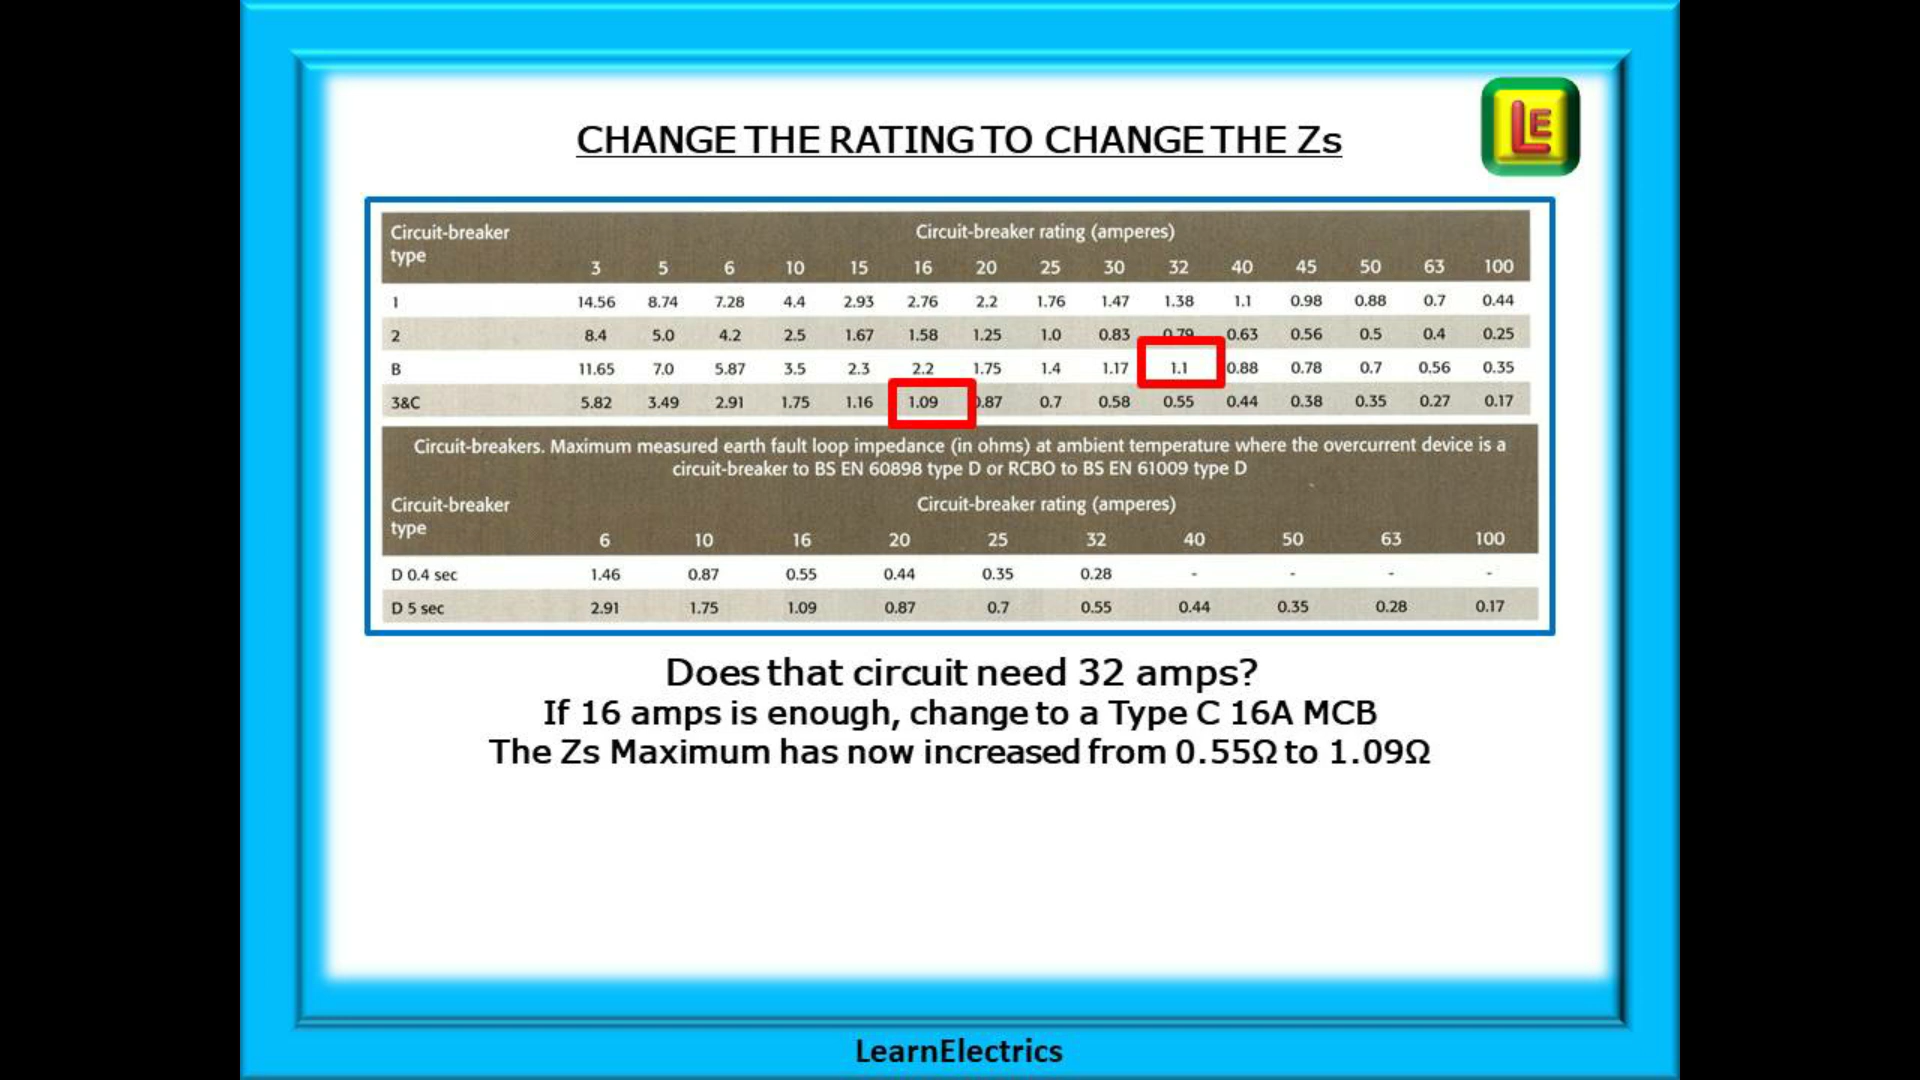 CHANGE THE RATING TO CHANGE THE Zs
LE
Circuit-breaker type Circuit-breaker rating (amperes)
3 5 6 10 15 16 20 25 30 32 40 45 50 63 100
1 14.56 8.74 7.28 4.4 2.93 2.76 2.2 1.76 1.47 1.38 1.1 0.98 0.88 0.7 0.44
2 8.4 5.0 4.2 2.5 1.67 1.58 1.25 1.0 0.83 0.79 0.63 0.56 0.5 0.4 0.25
B 11.65 7.0 5.87 3.5 2.3 2.2 1.75 1.4 1.17 1.1 0.88 0.78 0.7 0.56 0.35
3&C 5.82 3.49 2.91 1.75 1.16 1.09 0.87 0.7 0.58 0.55 0.44 0.38 0.35 0.27 0.17
Circuit-breakers. Maximum measured earth fault loop impedance (in ohms) at ambient temperature where the overcurrent device is a
circuit-breaker to BS EN 60898 type D or RCBO to BS EN 61009 type D
Circuit-breaker type Circuit-breaker rating (amperes)
6 10 16 20 25 32 40 50 63 100
D 0.4 sec 1.46 0.87 0.55 0.44 0.35 0.28 - - - -
D 5 sec 2.91 1.75 1.09 0.87 0.7 0.55 0.44 0.35 0.28 0.17
Does that circuit need 32 amps?
If 16 amps is enough, change to a Type C 16A MCB
The Zs Maximum has now increased from 0.55Ω to 1.09Ω
LearnElectrics